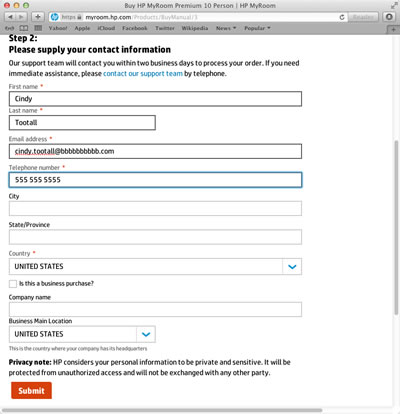 Buy HP MyRoom Premium 10 Person | HP MyRoom
https
myroom.hp.com/Products/BuyManual/3
Reader
Yahoo! Apple iCloud Facebook Twitter Wikipedia News Popular
Step 2:
Please supply your contact information
Our support team will contact you within two business days to process your order. If you need
immediate assistance, please contact our support team by telephone.
First name *
Cindy
Last name *
Tootall
Email address *
cindy.tootall@bbbbbbbbbb.com
Telephone number *
555 555 5555
City
State/Province
Country *
UNITED STATES
Is this a business purchase?
Company name
Business Main Location
UNITED STATES
This is the country where your company has its headquarters
Privacy note: HP considers your personal information to be private and sensitive. It will be
protected from unauthorized access and will not be exchanged with any other party.
Submit